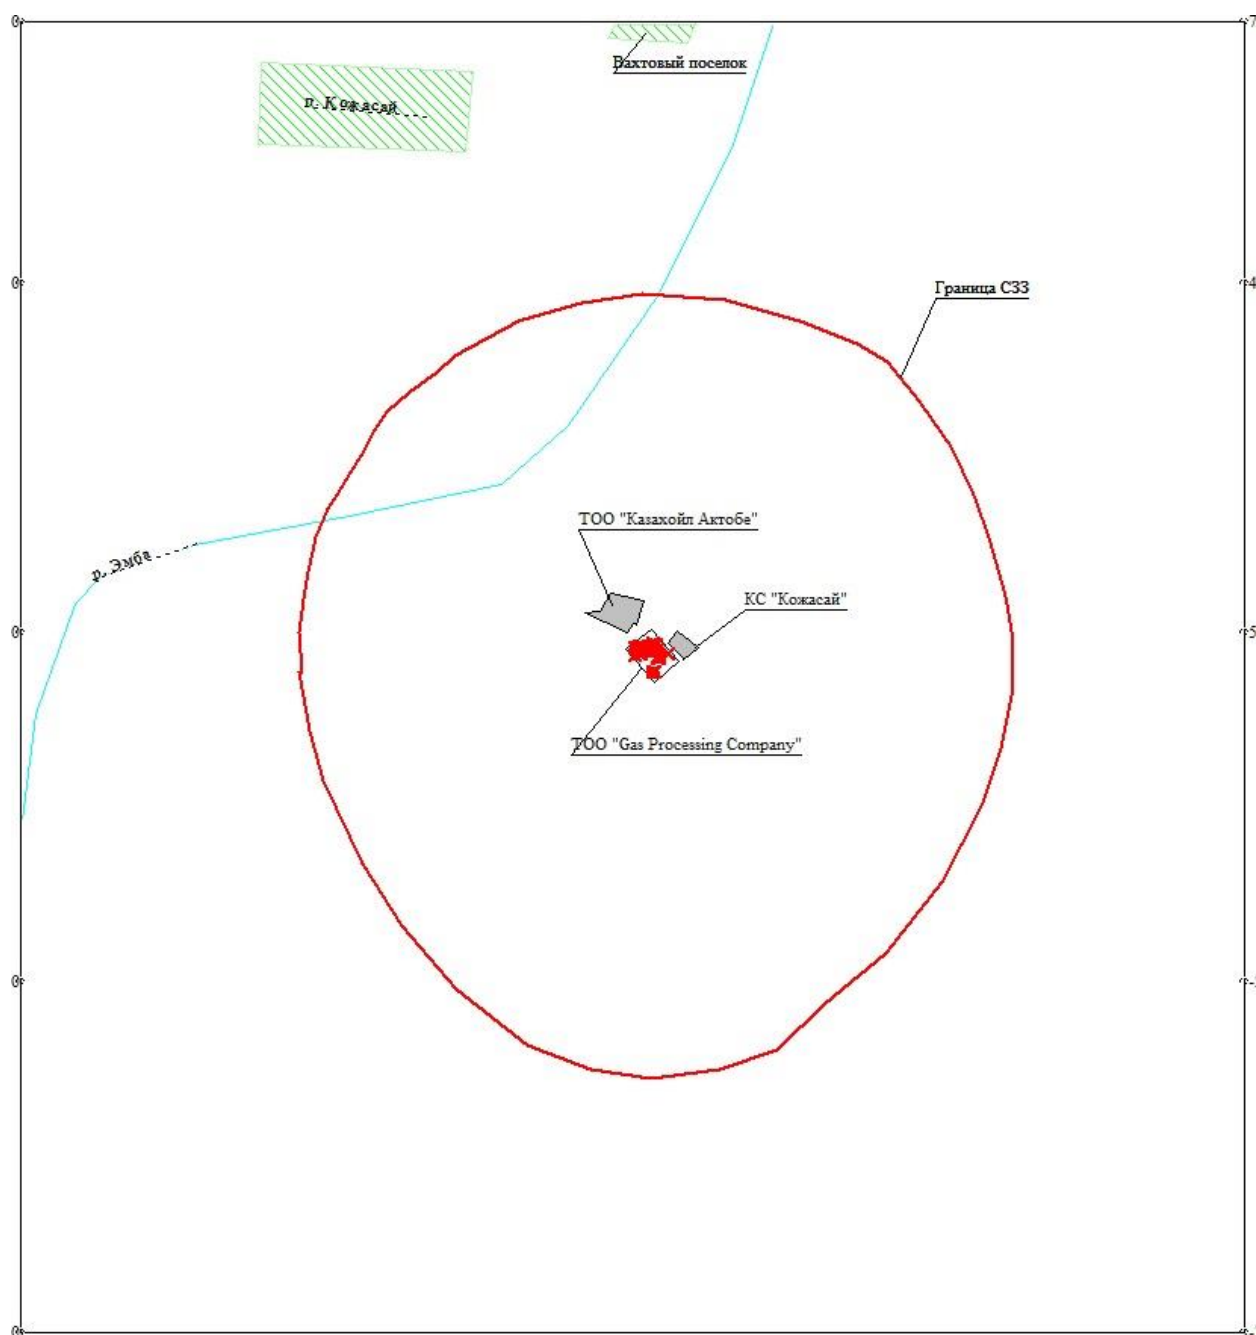 Вахтовый поселок
п. Кожасай
Граница СЗЗ
ТОО "Казахойл Актобе"
р. Эмба
КС "Кожасай"
ТОО "Gas Processing Company"